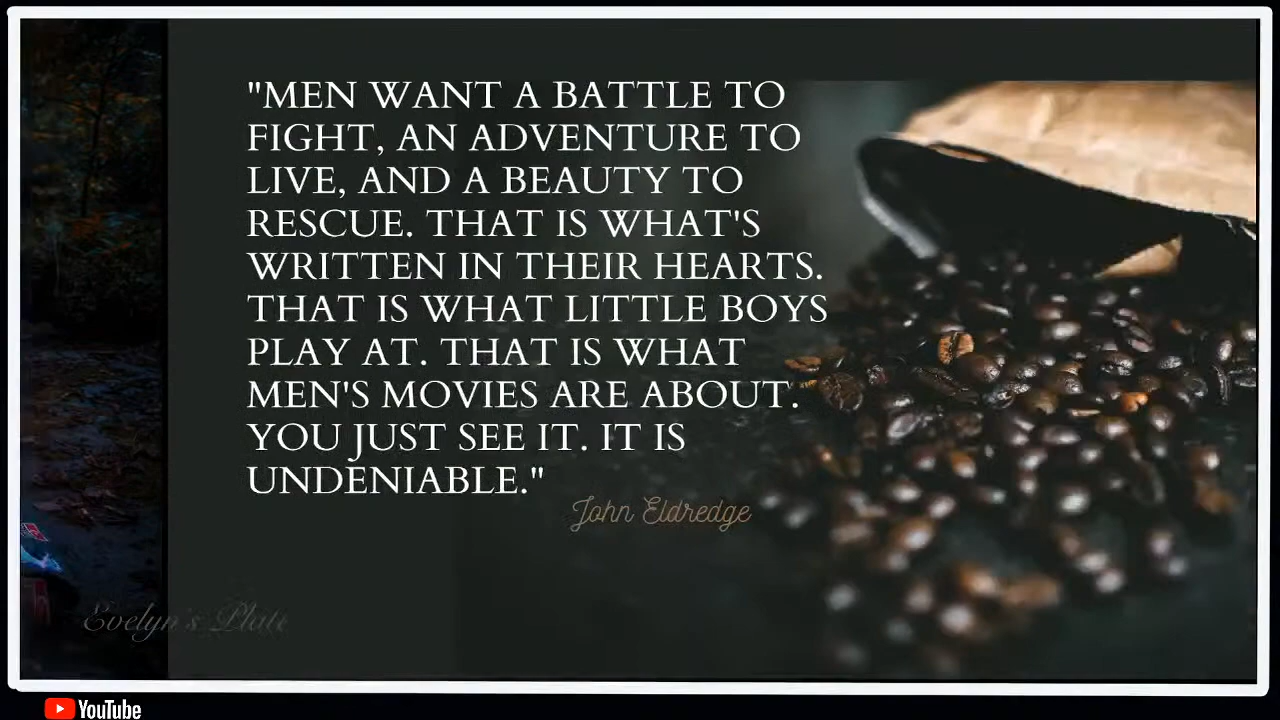 "MEN WANT A BATTLE TO
FIGHT, AN ADVENTURE TO
LIVE, AND A BEAUTY TO
RESCUE. THAT IS WHAT'S
WRITTEN IN THEIR HEARTS.
THAT IS WHAT LITTLE BOYS
PLAY AT. THAT IS WHAT
MEN'S MOVIES ARE ABOUT.
YOU JUST SEE IT. IT IS
UNDENIABLE."
John Eldredge
Evelyn's Plate
YouTube